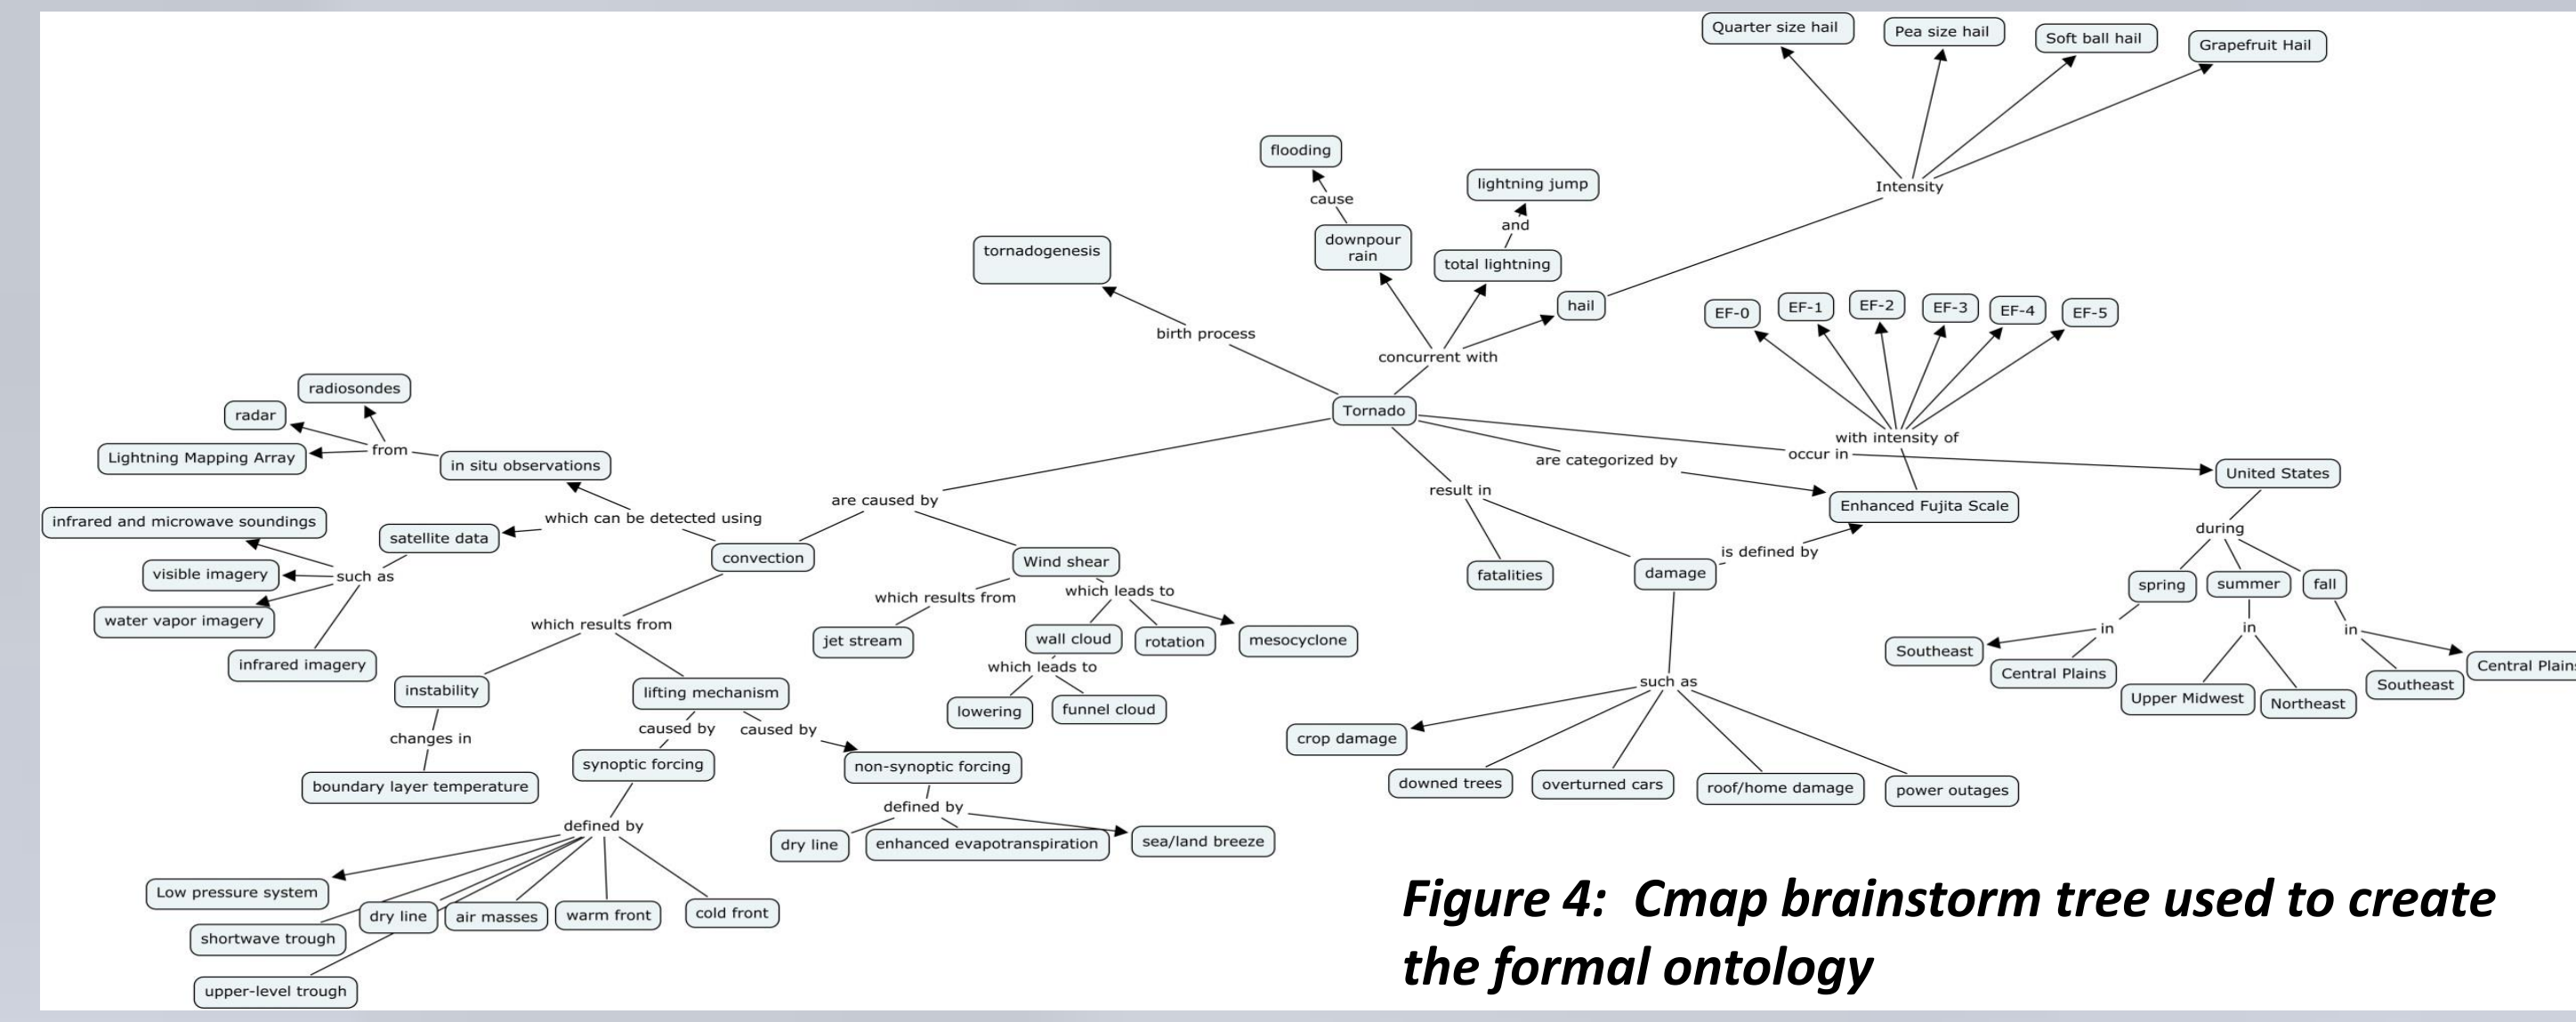 Quarter size hail
Pea size hail
Soft ball hail
Grapefruit Hail
Intensity
flooding
cause
downpour
rain
lightning jump
and
total lightning
hail
tornadogenesis
birth process
concurrent with
Tornado
EF-0
EF-1
EF-2
EF-3
EF-4
EF-5
with intensity of
occur in
are categorized by
Enhanced Fujita Scale
United States
during
spring
summer
fall
in
in
in
Southeast
Central Plains
Upper Midwest
Northeast
Southeast
Central Plains
result in
fatalities
damage
is defined by
such as
crop damage
downed trees
overturned cars
roof/home damage
power outages
are caused by
convection
Wind shear
which results from
jet stream
which leads to
wall cloud
rotation
mesocyclone
which leads to
lowering
funnel cloud
which can be detected using
in situ observations
from
radiosondes
radar
Lightning Mapping Array
satellite data
such as
infrared and microwave soundings
visible imagery
water vapor imagery
infrared imagery
which results from
instability
changes in
boundary layer temperature
lifting mechanism
caused by
caused by
synoptic forcing
non-synoptic forcing
defined by
dry line
enhanced evapotranspiration
sea/land breeze
defined by
Low pressure system
shortwave trough
upper-level trough
dry line
air masses
warm front
cold front
Figure 4: Cmap brainstorm tree used to create
the formal ontology